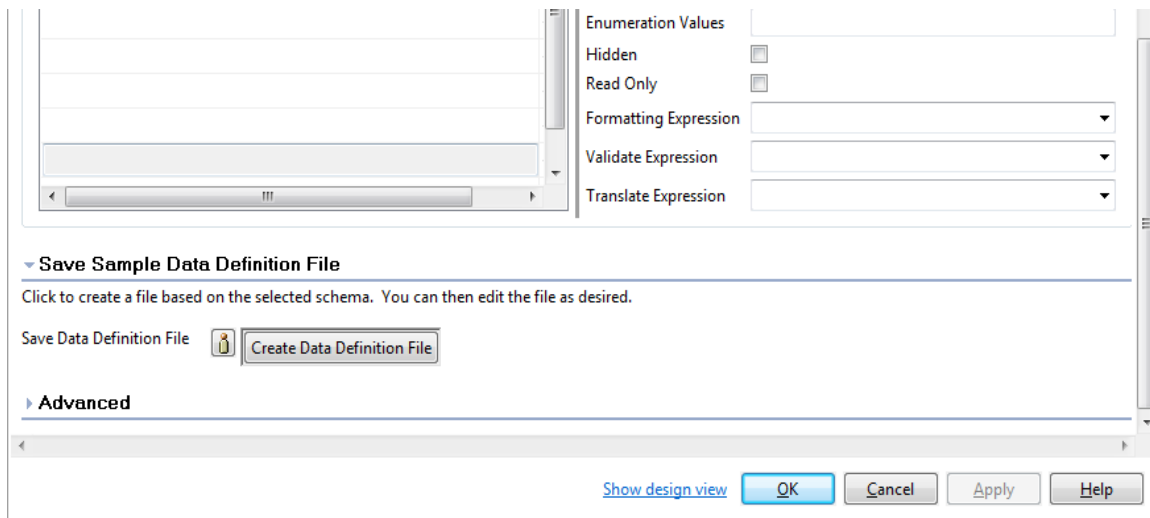 Enumeration Values
Hidden
Read Only
Formatting Expression
Validate Expression
Translate Expression
Save Sample Data Definition File
Click to create a file based on the selected schema. You can then edit the file as desired.
Save Data Definition File Create Data Definition File
Advanced
Show design view OK Cancel Apply Help